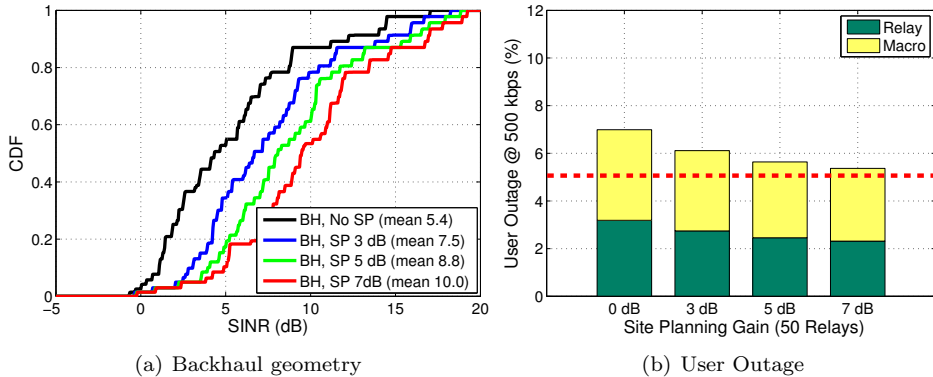 1
0.8
0.6
0.4
0.2
0
CDF
BH, No SP (mean 5.4)
BH, SP 3 dB (mean 7.5)
BH, SP 5 dB (mean 8.8)
BH, SP 7dB (mean 10.0)
−5 0 5 10 15 20
SINR (dB)
(a) Backhaul geometry
12
10
8
6
4
2
0
User Outage @ 500 kbps (%)
Relay
Macro
0 dB 3 dB 5 dB 7 dB
Site Planning Gain (50 Relays)
(b) User Outage